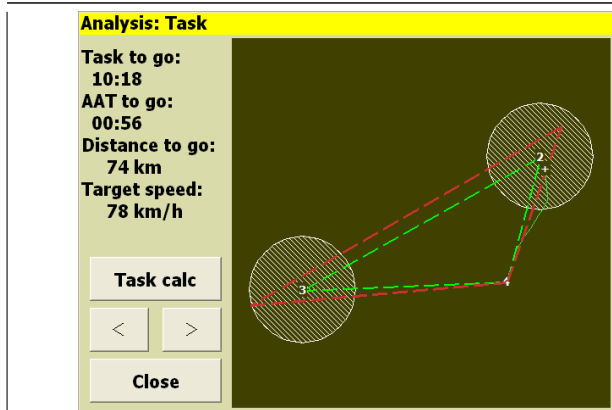 Analysis: Task
Task to go:
10:18
AAT to go:
00:56
Distance to go:
74 km
Target speed:
78 km/h
Task calc
< >
Close
2
+
3
4